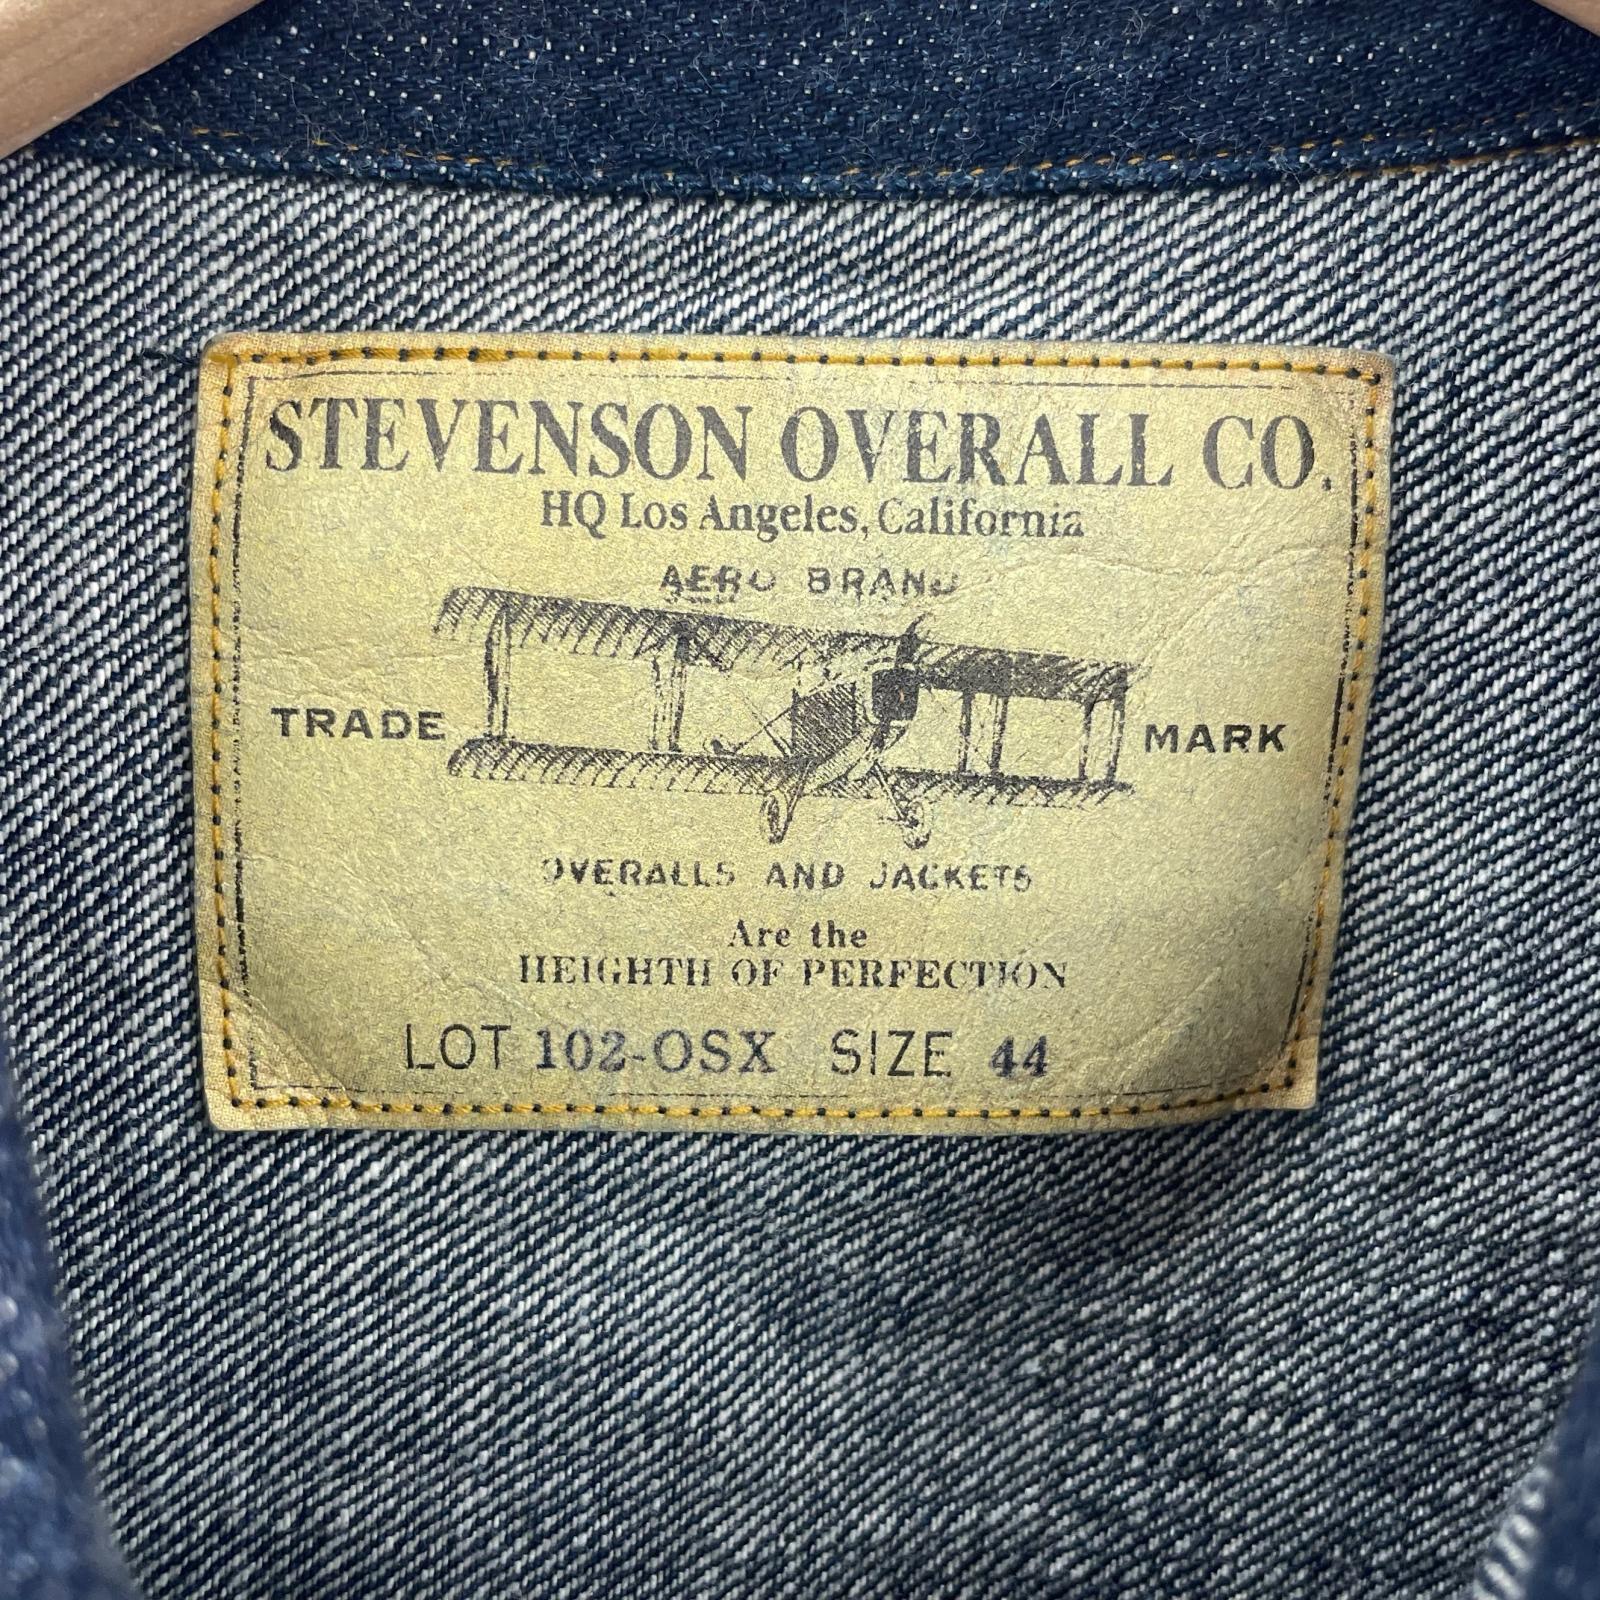 STEVENSON OVERALL CO.
HQ Los Angeles, California
AERO BRAND
TRADE MARK
OVERALLS AND JACKETS
Are the
HEIGHTH OF PERFECTION
LOT 102-OSX SIZE 44